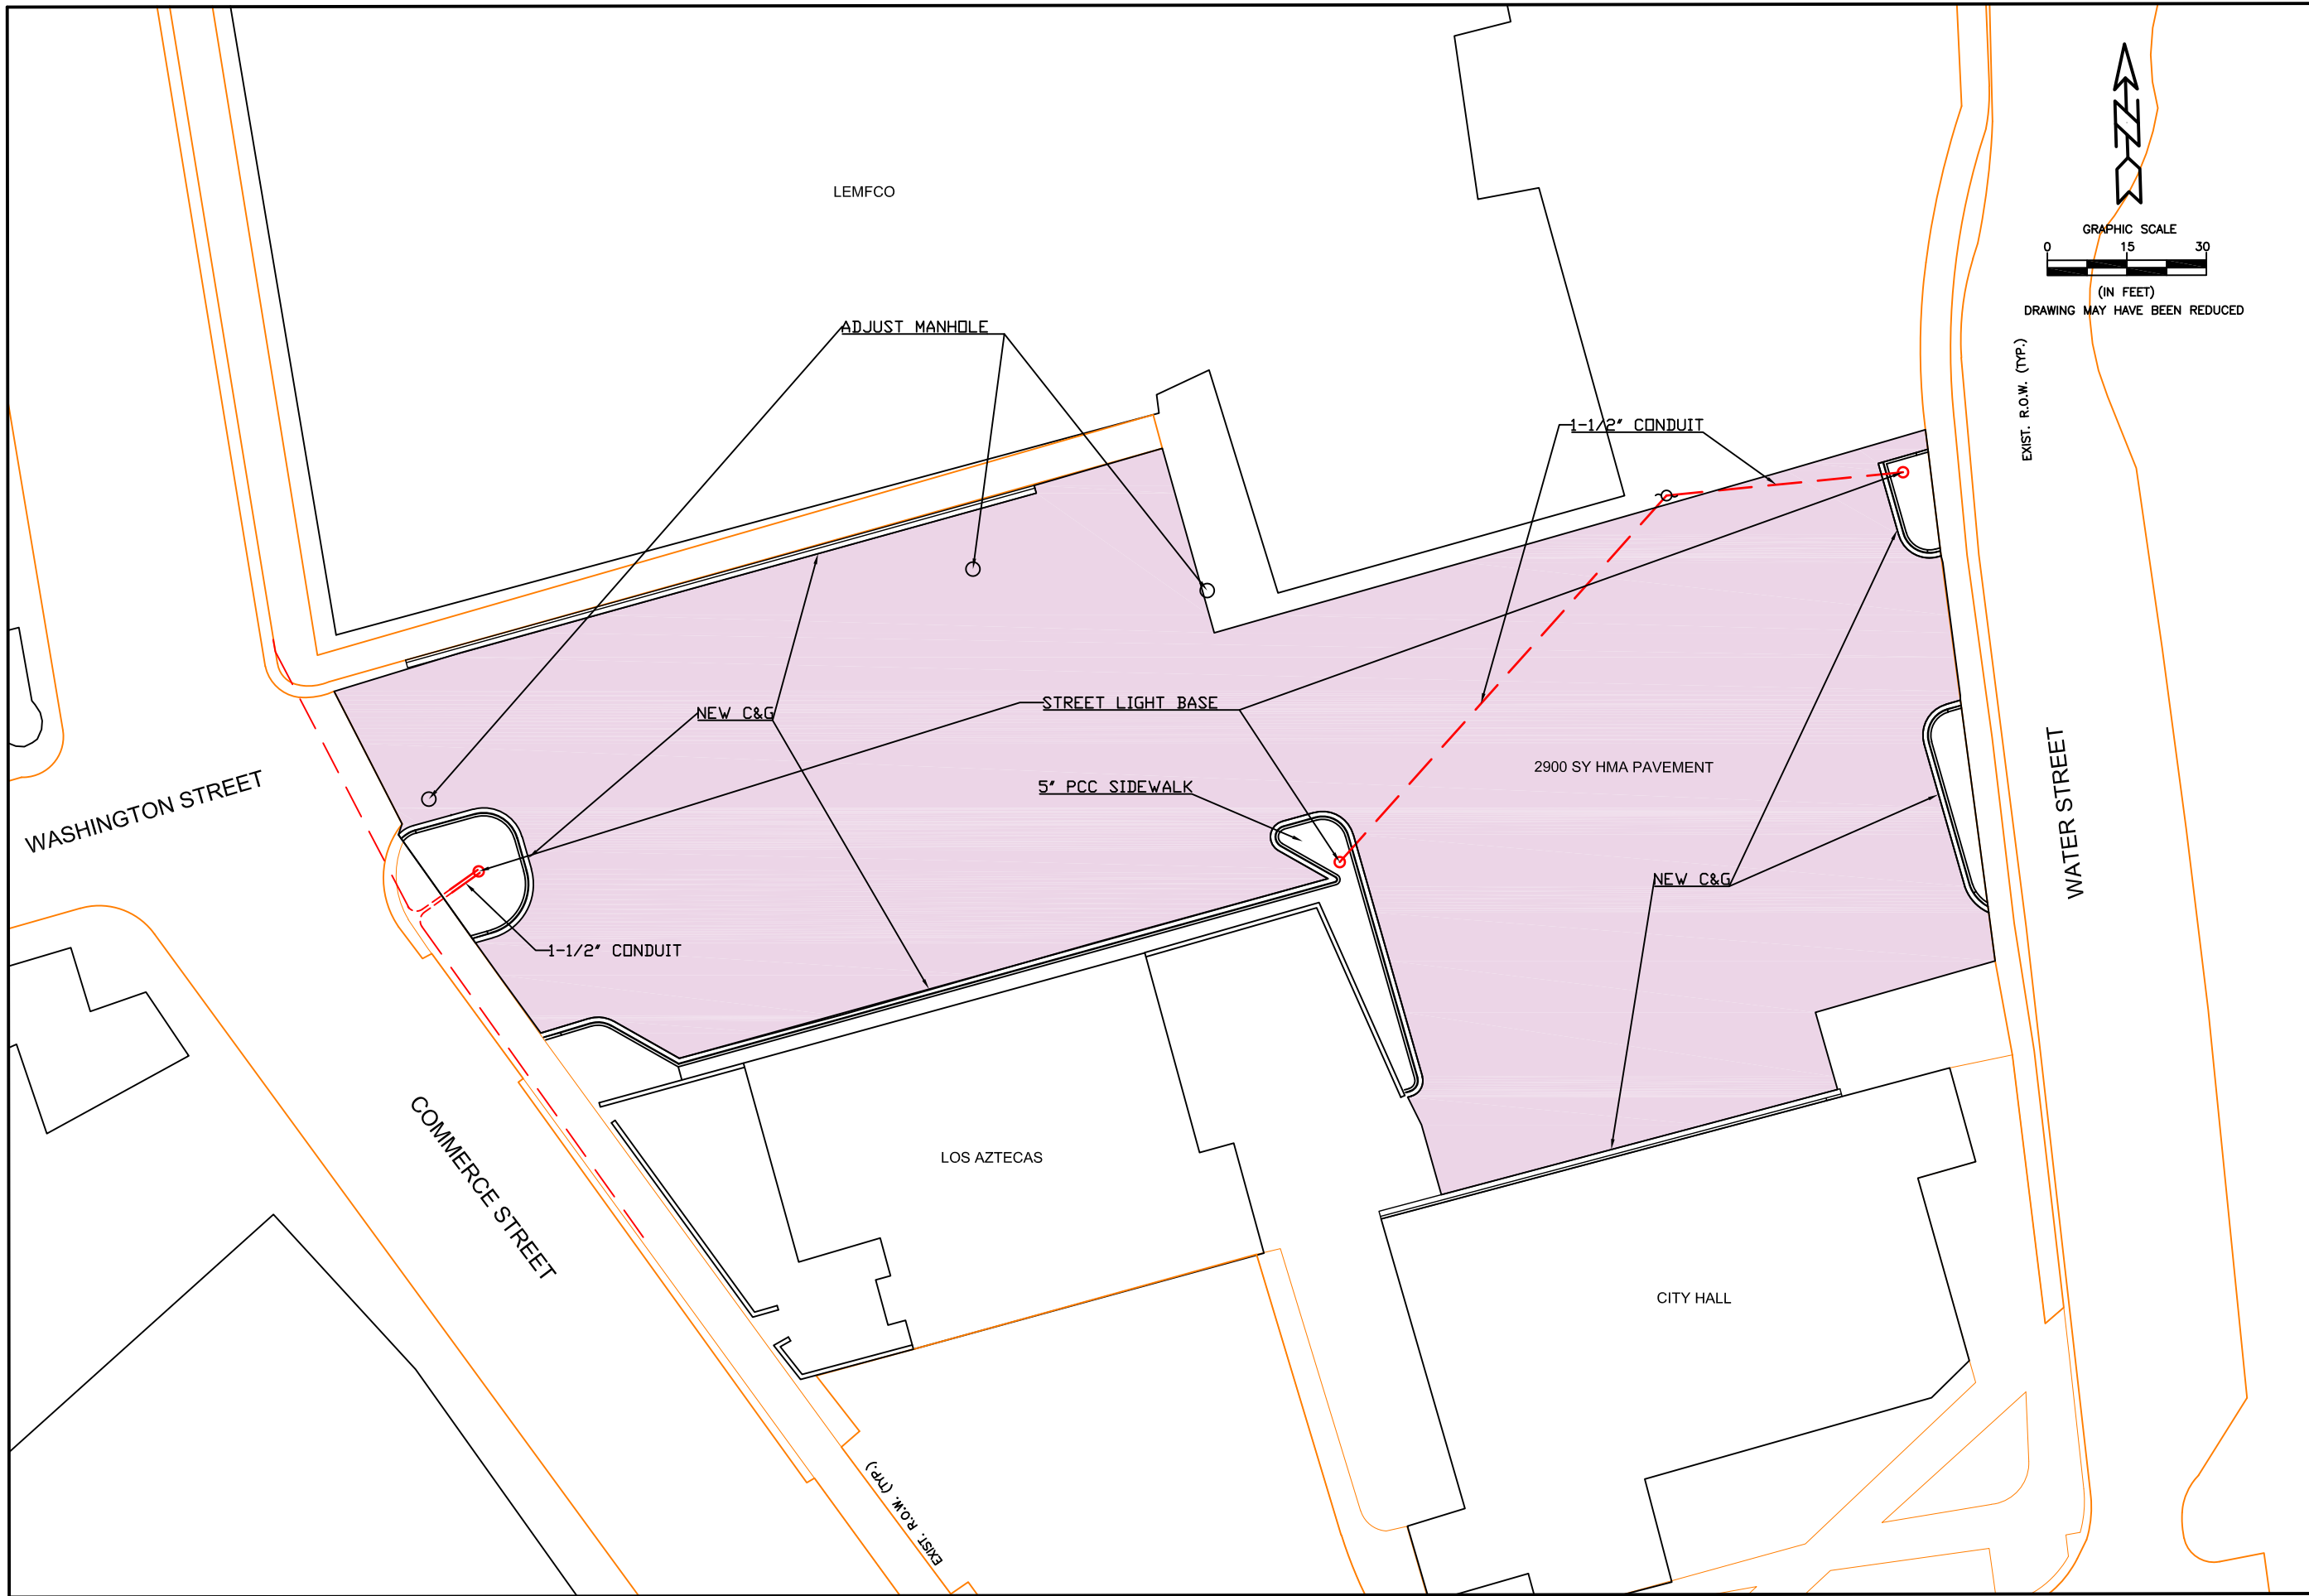 LEMFCO
GRAPHIC SCALE
0 15 30
(IN FEET)
DRAWING MAY HAVE BEEN REDUCED
ADJUST MANHOLE
EXIST. R.O.W. (TYP.)
1-1/2" CONDUIT
STREET LIGHT BASE
NEW C&G
2900 SY HMA PAVEMENT
5" PCC SIDEWALK
WASHINGTON STREET
WATER STREET
NEW C&G
1-1/2" CONDUIT
COMMERCE STREET
LOS AZTECAS
CITY HALL
EXIST. R.O.W. (TYP.)